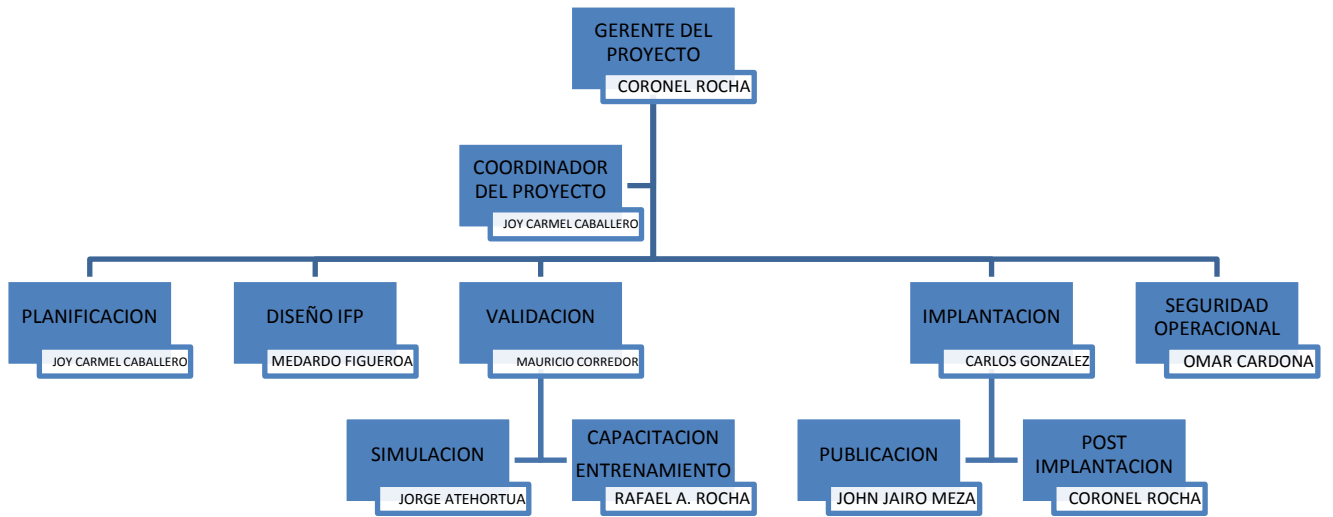 GERENTE DEL
PROYECTO
CORONEL ROCHA
COORDINADOR
DEL PROYECTO
JOY CARMEL CABALLERO
PLANIFICACION
JOY CARMEL CABALLERO
DISEÑO IFP
MEDARDO FIGUEROA
VALIDACION
MAURICIO CORREDOR
IMPLANTACION
CARLOS GONZALEZ
SEGURIDAD
OPERACIONAL
OMAR CARDONA
SIMULACION
JORGE ATEHORTUA
CAPACITACION
ENTRENAMIENTO
RAFAEL A. ROCHA
PUBLICACION
JOHN JAIRO MEZA
POST
IMPLANTACION
CORONEL ROCHA